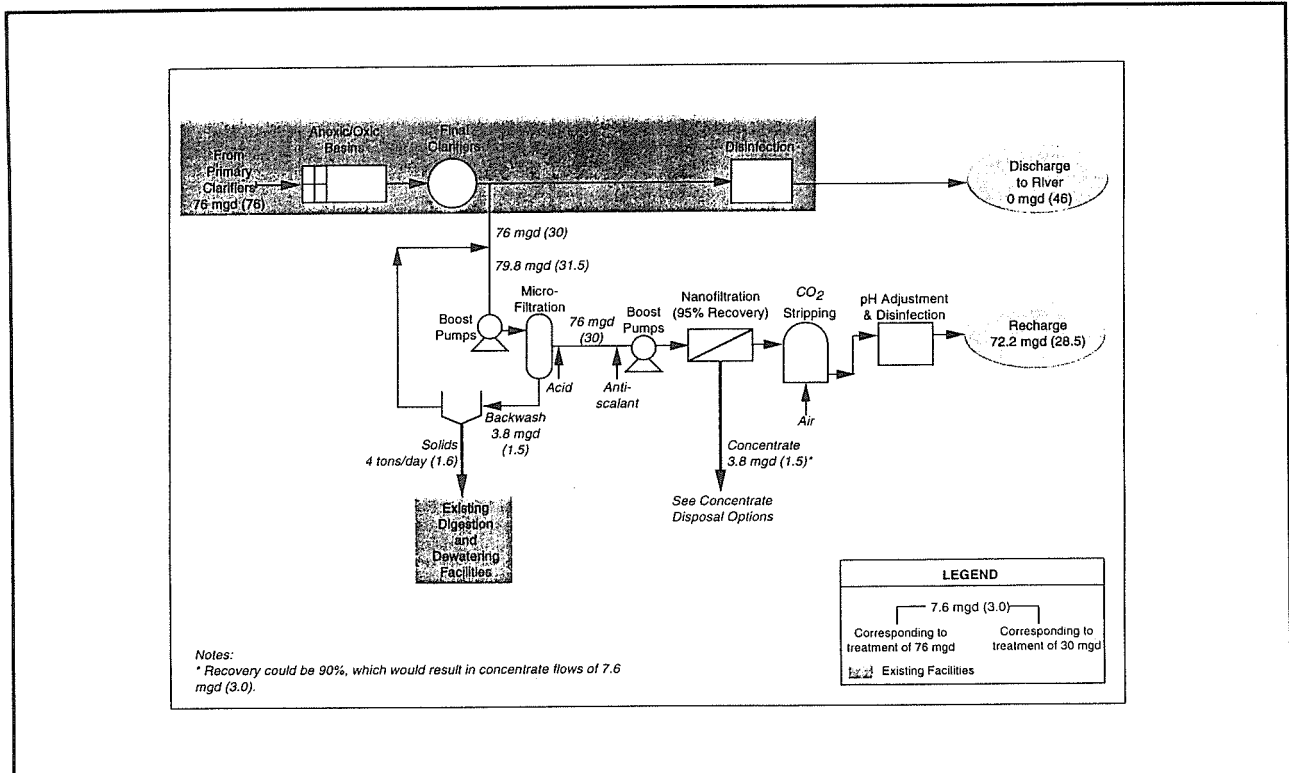 Anoxic/Oxic
Basins
Final
Clarifiers
Disinfection
From
Primary
Clarifiers
76 mgd (76)
Discharge
to River
0 mgd (46)
76 mgd (30)
79.8 mgd (31.5)
Micro-
Filtration
Boost
Pumps
76 mgd
(30)
Boost
Pumps
Nanofiltration
(95% Recovery)
CO2
Stripping
pH Adjustment
& Disinfection
Recharge
72.2 mgd (28.5)
Acid
Anti-
scalant
Air
Backwash
3.8 mgd
(1.5)
Solids
4 tons/day (1.6)
Concentrate
3.8 mgd (1.5)*
See Concentrate
Disposal Options
Existing
Digestion
and
Dewatering
Facilities
LEGEND
7.6 mgd (3.0)
Corresponding to
treatment of 76 mgd
Corresponding to
treatment of 30 mgd
Existing Facilities
Notes:
* Recovery could be 90%, which would result in concentrate flows of 7.6
mgd (3.0).